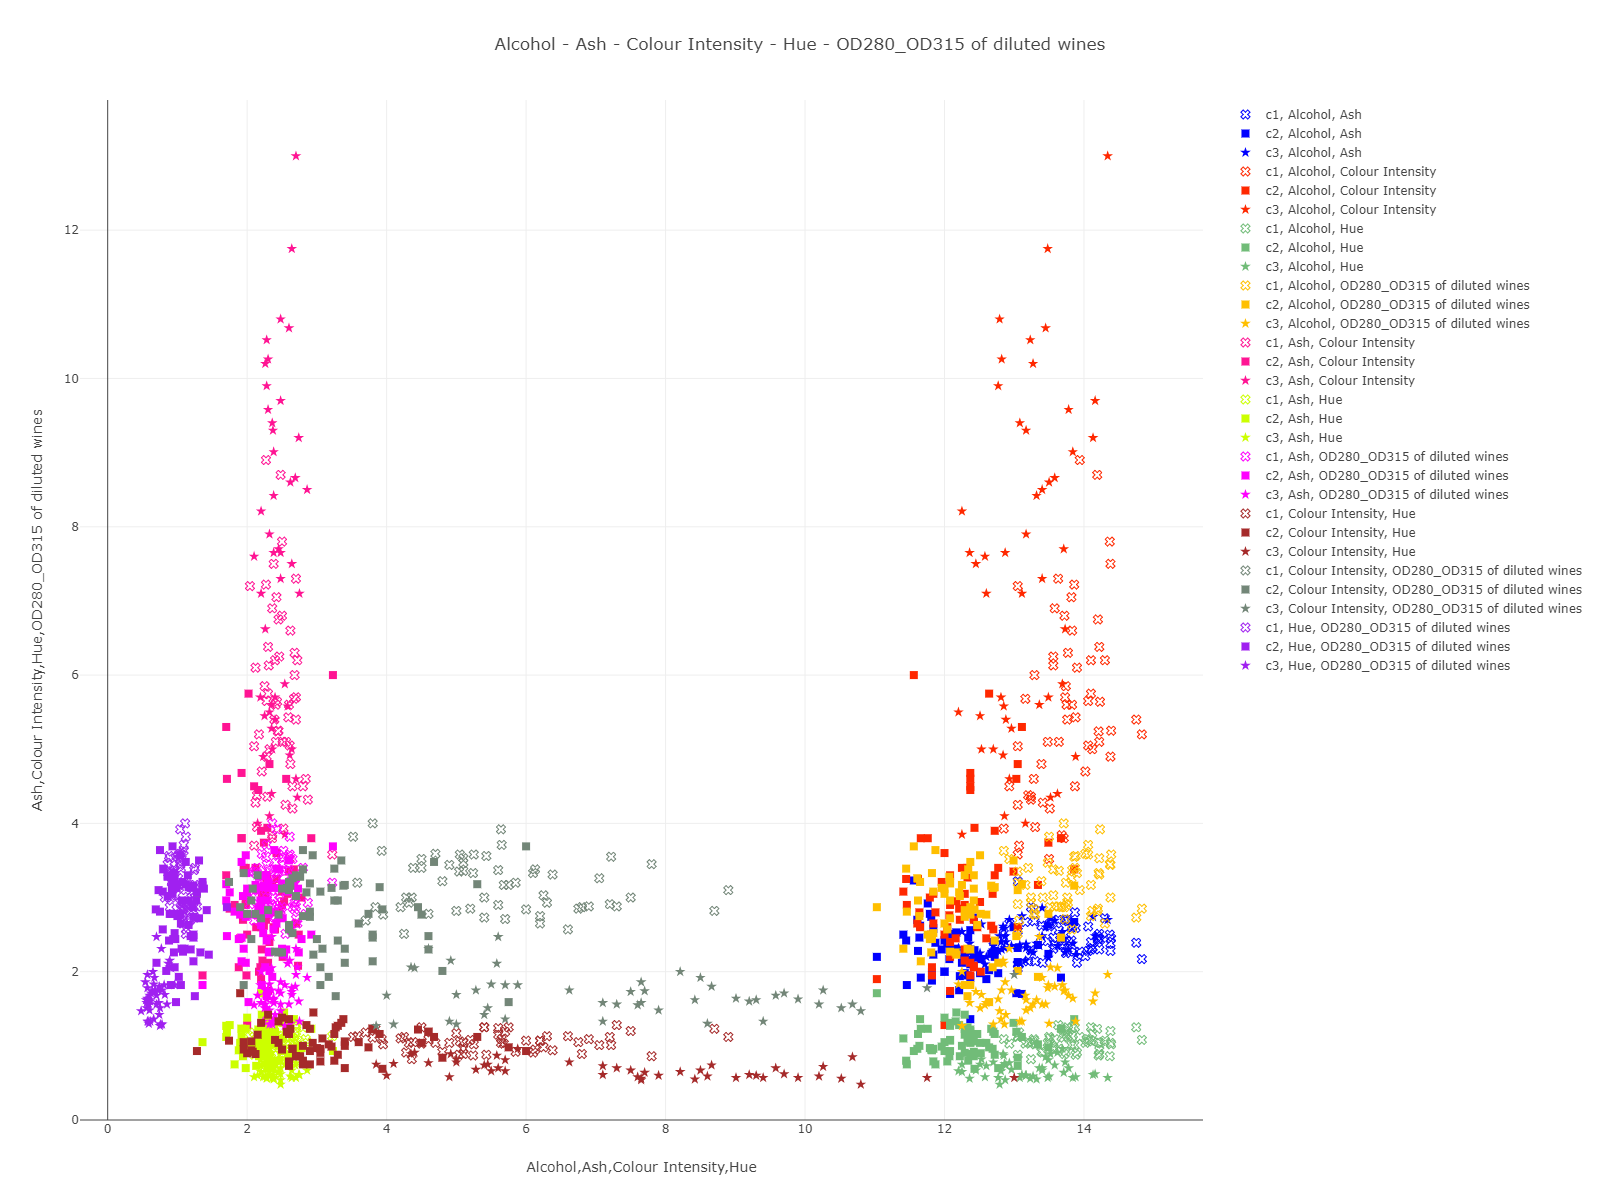 Alcohol - Ash - Colour Intensity - Hue - OD280_OD315 of diluted wines
c1, Alcohol, Ash
c2, Alcohol, Ash
c3, Alcohol, Ash
c1, Alcohol, Colour Intensity
c2, Alcohol, Colour Intensity
c3, Alcohol, Colour Intensity
c1, Alcohol, Hue
c2, Alcohol, Hue
c3, Alcohol, Hue
c1, Alcohol, OD280_OD315 of diluted wines
c2, Alcohol, OD280_OD315 of diluted wines
c3, Alcohol, OD280_OD315 of diluted wines
c1, Ash, Colour Intensity
c2, Ash, Colour Intensity
c3, Ash, Colour Intensity
c1, Ash, Hue
c2, Ash, Hue
c3, Ash, Hue
c1, Ash, OD280_OD315 of diluted wines
c2, Ash, OD280_OD315 of diluted wines
c3, Ash, OD280_OD315 of diluted wines
c1, Colour Intensity, Hue
c2, Colour Intensity, Hue
c3, Colour Intensity, Hue
c1, Colour Intensity, OD280_OD315 of diluted wines
c2, Colour Intensity, OD280_OD315 of diluted wines
c3, Colour Intensity, OD280_OD315 of diluted wines
c1, Hue, OD280_OD315 of diluted wines
c2, Hue, OD280_OD315 of diluted wines
c3, Hue, OD280_OD315 of diluted wines
Ash,Colour Intensity,Hue,OD280_OD315 of diluted wines
12
10
8
6
4
2
0
0 2 4 6 8 10 12 14
Alcohol,Ash,Colour Intensity,Hue